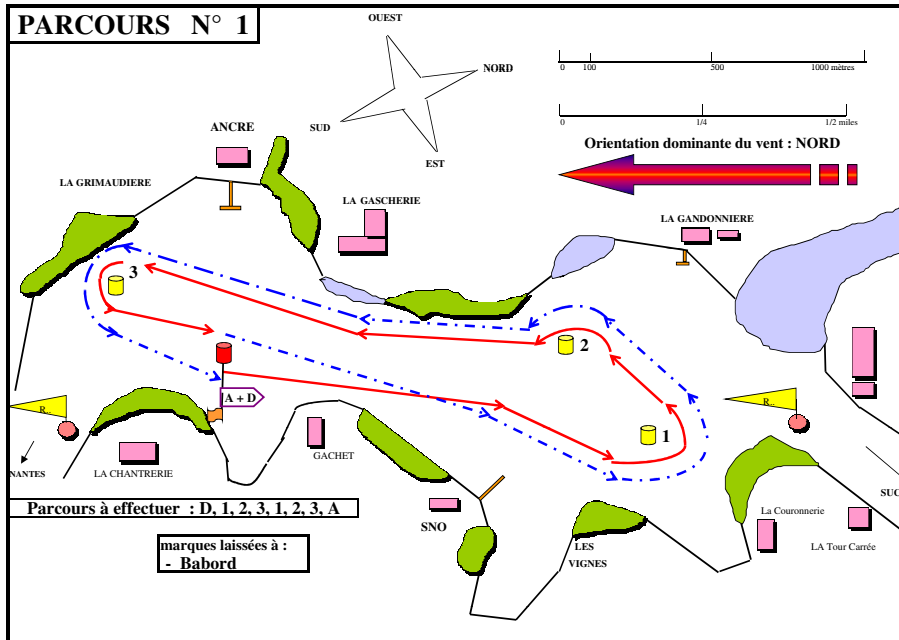 PARCOURS N° 1
OUEST
NORD
SUD
EST
0 100 500 1000 mètres
0 1/4 1/2 miles
Orientation dominante du vent : NORD
ANCRE
LA GRIMAUDIERE
LA GASCHERIE
LA GANDONNIERE
3
2
1
A + D
R..
R..
NANTES
LA CHANTRERIE
GACHET
SNO
LES
VIGNES
La Couronnerie
LA Tour Carrée
SUC
Parcours à effectuer : D, 1, 2, 3, 1, 2, 3, A
marques laissées à :
- Babord